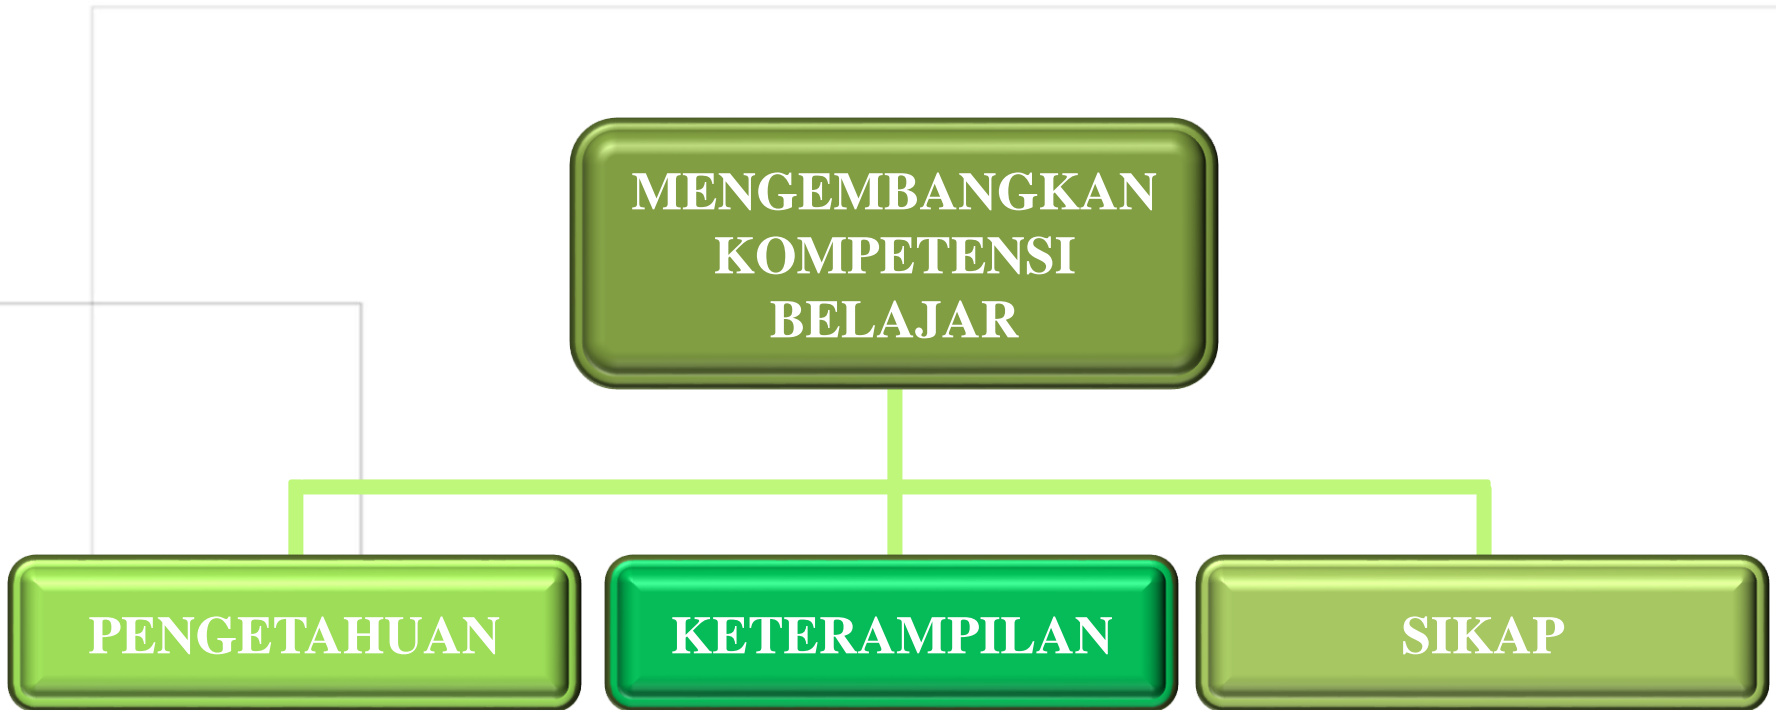 MENGEMBANGKAN
KOMPETENSI
BELAJAR
PENGETAHUAN
KETERAMPILAN
SIKAP